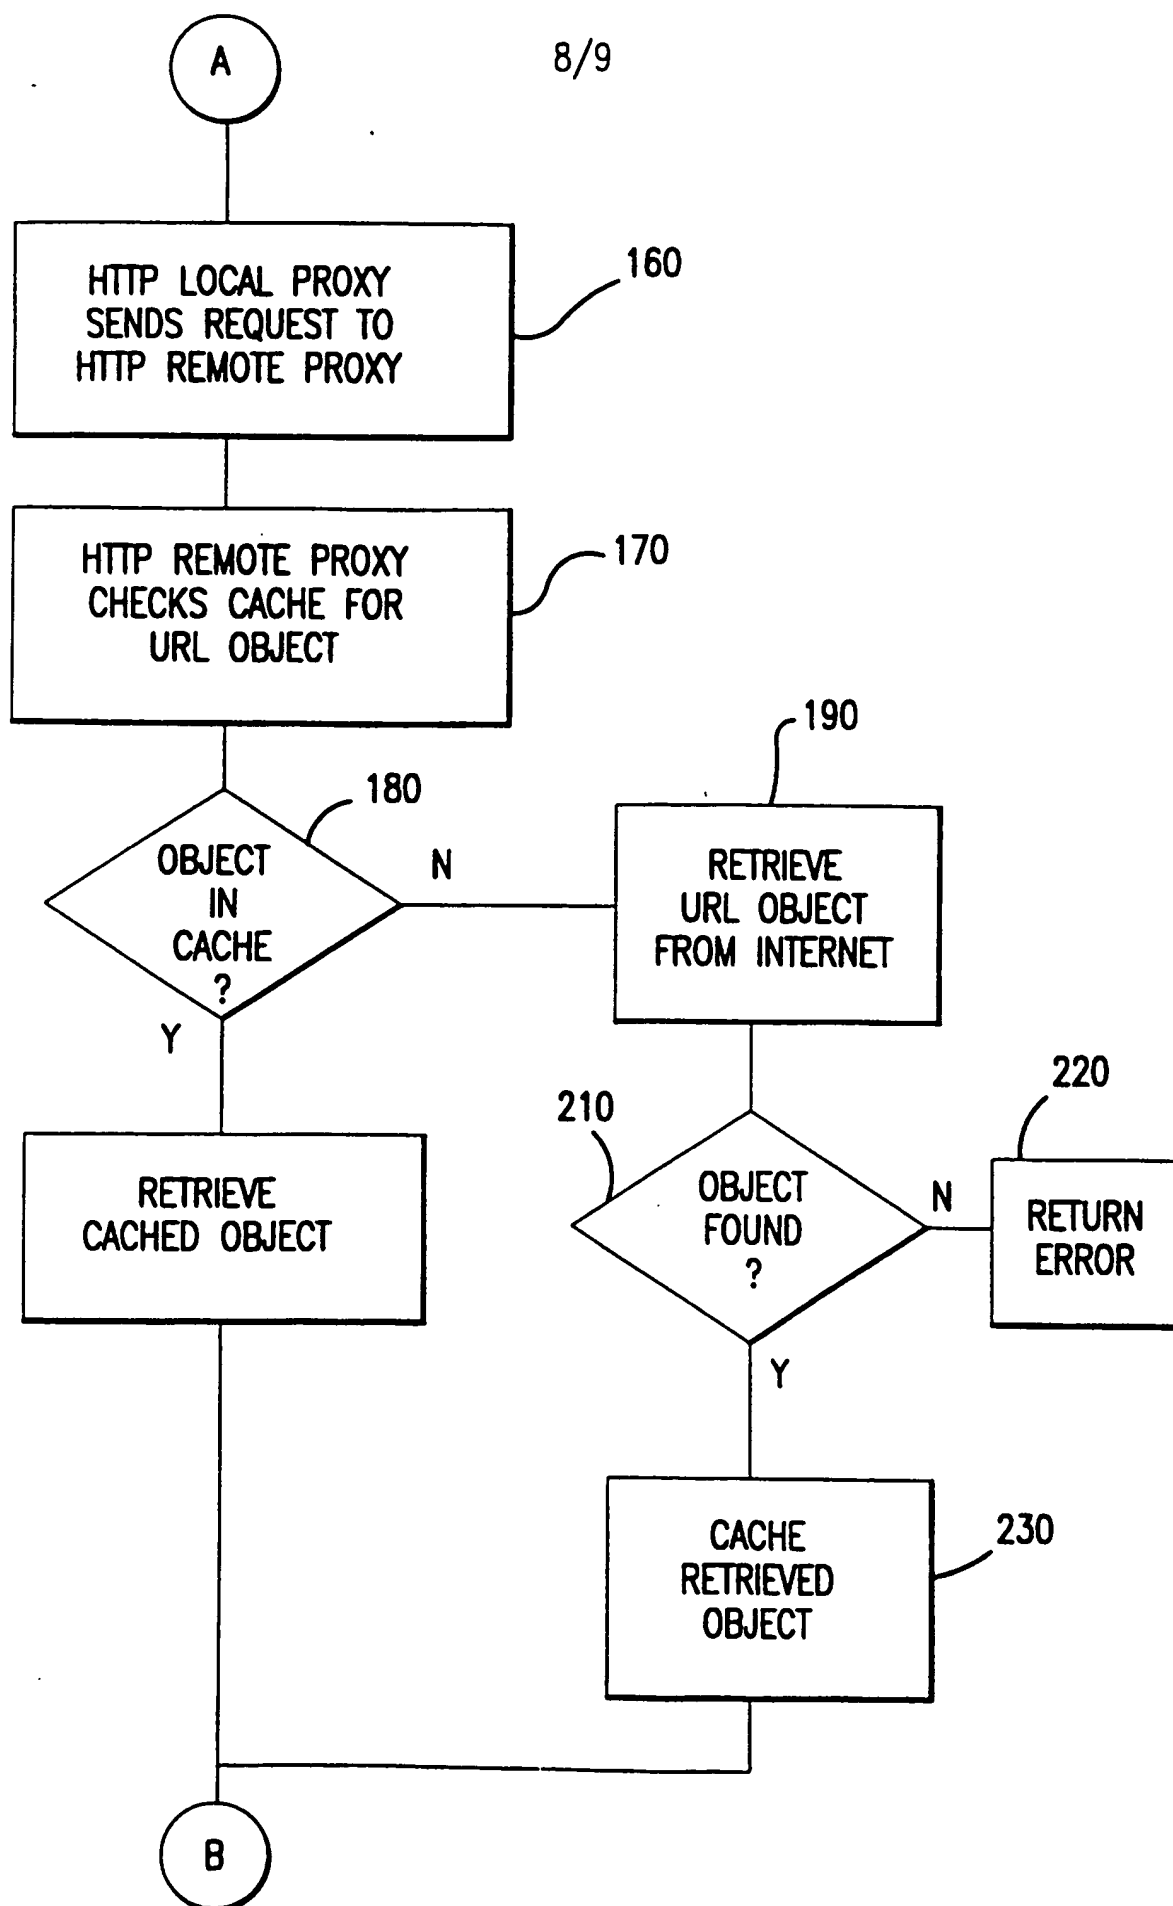 A
8/9
HTTP LOCAL PROXY
SENDS REQUEST TO
HTTP REMOTE PROXY
160
HTTP REMOTE PROXY
CHECKS CACHE FOR
URL OBJECT
170
180
OBJECT
IN
CACHE
?
N
Y
190
RETRIEVE
URL OBJECT
FROM INTERNET
RETRIEVE
CACHED OBJECT
210
OBJECT
FOUND
?
N
Y
220
RETURN
ERROR
CACHE
RETRIEVED
OBJECT
230
B